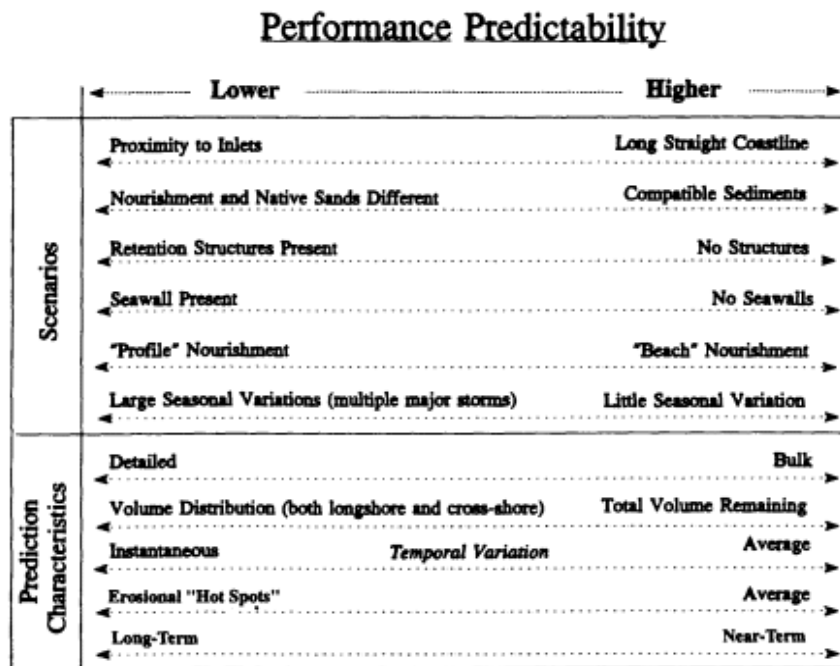 Performance Predictability
Lower Higher
Scenarios
Proximity to Inlets Long Straight Coastline
Nourishment and Native Sands Different Compatible Sediments
Retention Structures Present No Structures
Seawall Present No Seawalls
"Profile" Nourishment "Beach" Nourishment
Large Seasonal Variations (multiple major storms) Little Seasonal Variation
Prediction
Characteristics
Detailed Bulk
Volume Distribution (both longshore and cross-shore) Total Volume Remaining
Instantaneous Temporal Variation Average
Erosional "Hot Spots" Average
Long-Term Near-Term